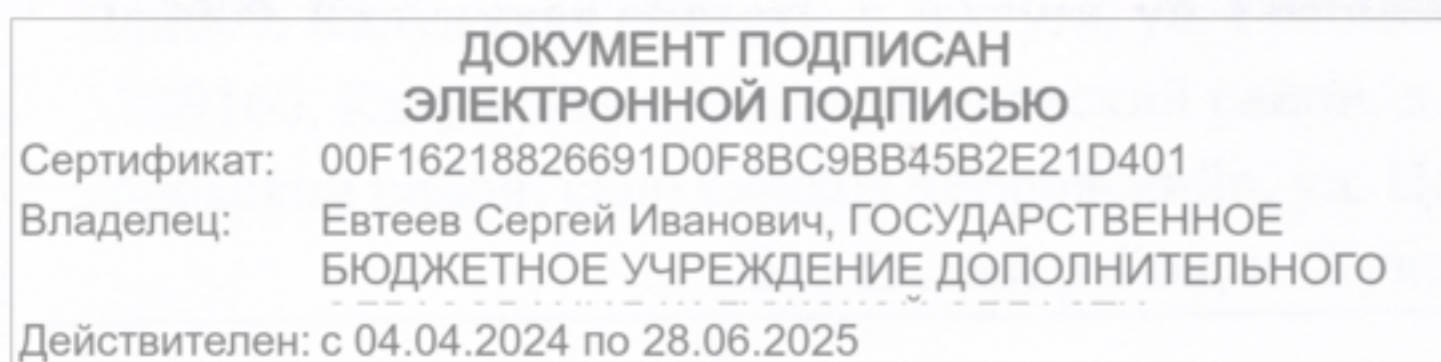 ДОКУМЕНТ ПОДПИСАН
ЭЛЕКТРОННОЙ ПОДПИСЬЮ
Сертификат: 00F16218826691D0F8BC9BB45B2E21D401
Владелец: Евтеев Сергей Иванович, ГОСУДАРСТВЕННОЕ
БЮДЖЕТНОЕ УЧРЕЖДЕНИЕ ДОПОЛНИТЕЛЬНОГО
Действителен: с 04.04.2024 по 28.06.2025